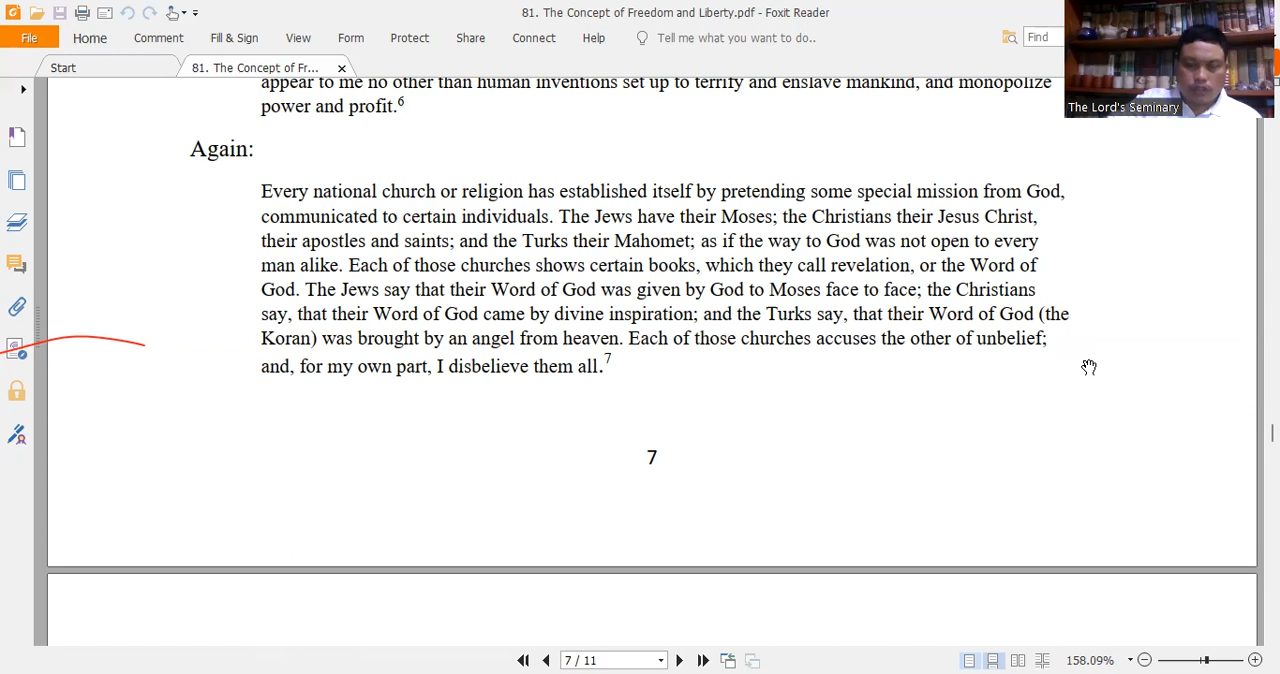 81. The Concept of Freedom and Liberty.pdf - Foxit Reader
File Home Comment Fill & Sign View Form Protect Share Connect Help Tell me what you want to do.. Find
Start 81. The Concept of Fr...
The Lord's Seminary
appear to me no other than human inventions set up to terrify and enslave mankind, and monopolize
power and profit.6
Again:
Every national church or religion has established itself by pretending some special mission from God,
communicated to certain individuals. The Jews have their Moses; the Christians their Jesus Christ,
their apostles and saints; and the Turks their Mahomet; as if the way to God was not open to every
man alike. Each of those churches shows certain books, which they call revelation, or the Word of
God. The Jews say that their Word of God was given by God to Moses face to face; the Christians
say, that their Word of God came by divine inspiration; and the Turks say, that their Word of God (the
Koran) was brought by an angel from heaven. Each of those churches accuses the other of unbelief;
and, for my own part, I disbelieve them all.7
7
7 / 11 158.09%